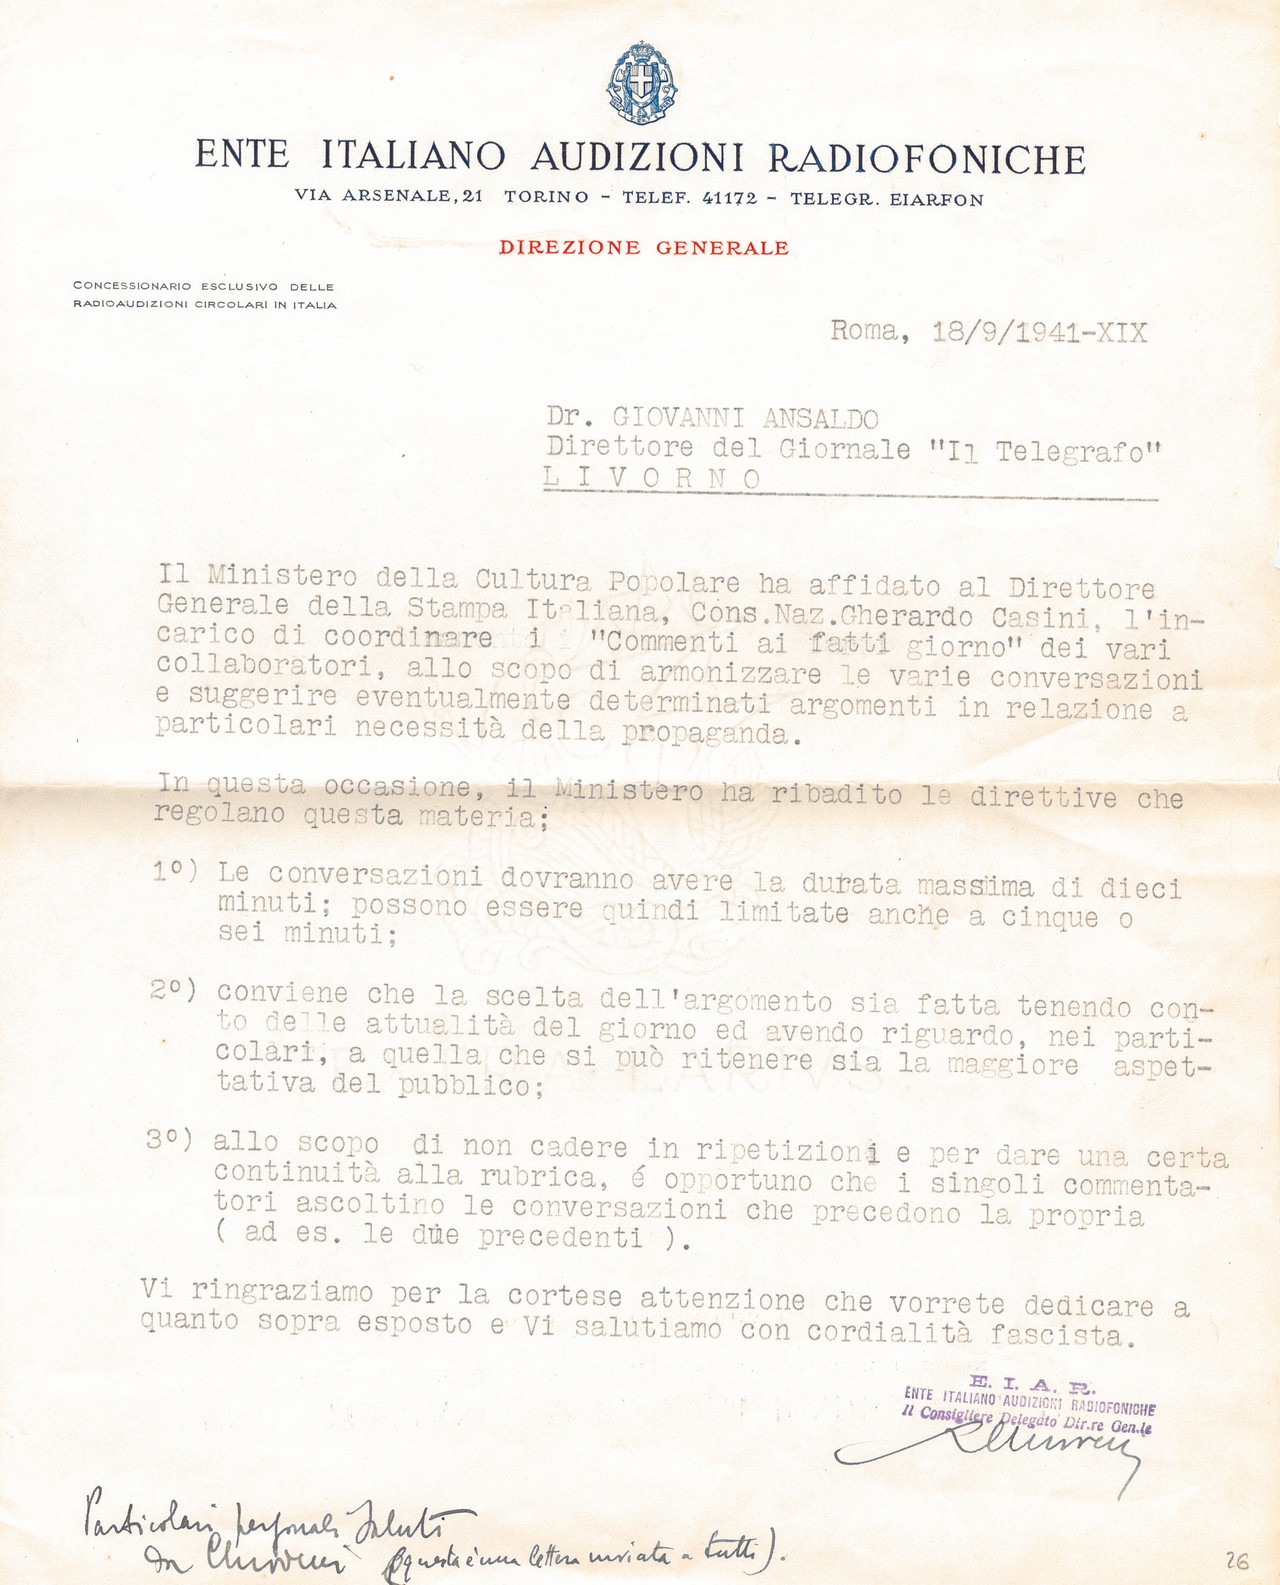 ENTE ITALIANO AUDIZIONI RADIOFONICHE
VIA ARSENALE, 21 TORINO - TELEF. 41172 - TELEGR. EIARFON
DIREZIONE GENERALE
CONCESSIONARIO ESCLUSIVO DELLE
RADIOAUDIZIONI CIRCOLARI IN ITALIA
Roma, 18/9/1941-XIX
Dr. GIOVANNI ANSALDO
Direttore del Giornale "Il Telegrafo"
L I V O R N O
Il Ministero della Cultura Popolare ha affidato al Direttore
Generale della Stampa Italiana, Cons.Naz.Gherardo Casini, l'in-
carico di coordinare i "Commenti ai fatti giorno" dei vari
collaboratori, allo scopo di armonizzare le varie conversazioni
e suggerire eventualmente determinati argomenti in relazione a
particolari necessità della propaganda.
In questa occasione, il Ministero ha ribadito le direttive che
regolano questa materia;
1º) Le conversazioni dovranno avere la durata massima di dieci
minuti; possono essere quindi limitate anche a cinque o
sei minuti;
2º) conviene che la scelta dell'argomento sia fatta tenendo con-
to delle attualità del giorno ed avendo riguardo, nei parti-
colari, a quella che si può ritenere sia la maggiore aspet-
tativa del pubblico;
3º) allo scopo di non cadere in ripetizioni e per dare una certa
continuità alla rubrica, é opportuno che i singoli commenta-
tori ascoltino le conversazioni che precedono la propria
( ad es. le due precedenti ).
Vi ringraziamo per la cortese attenzione che vorrete dedicare a
quanto sopra esposto e Vi salutiamo con cordialità fascista.
E. I. A. R.
ENTE ITALIANO AUDIZIONI RADIOFONICHE
Il Consigliere Delegato Dir.re Gen.le
Particolari personali saluti
da (questa è una lettera inviata a tutti).
26